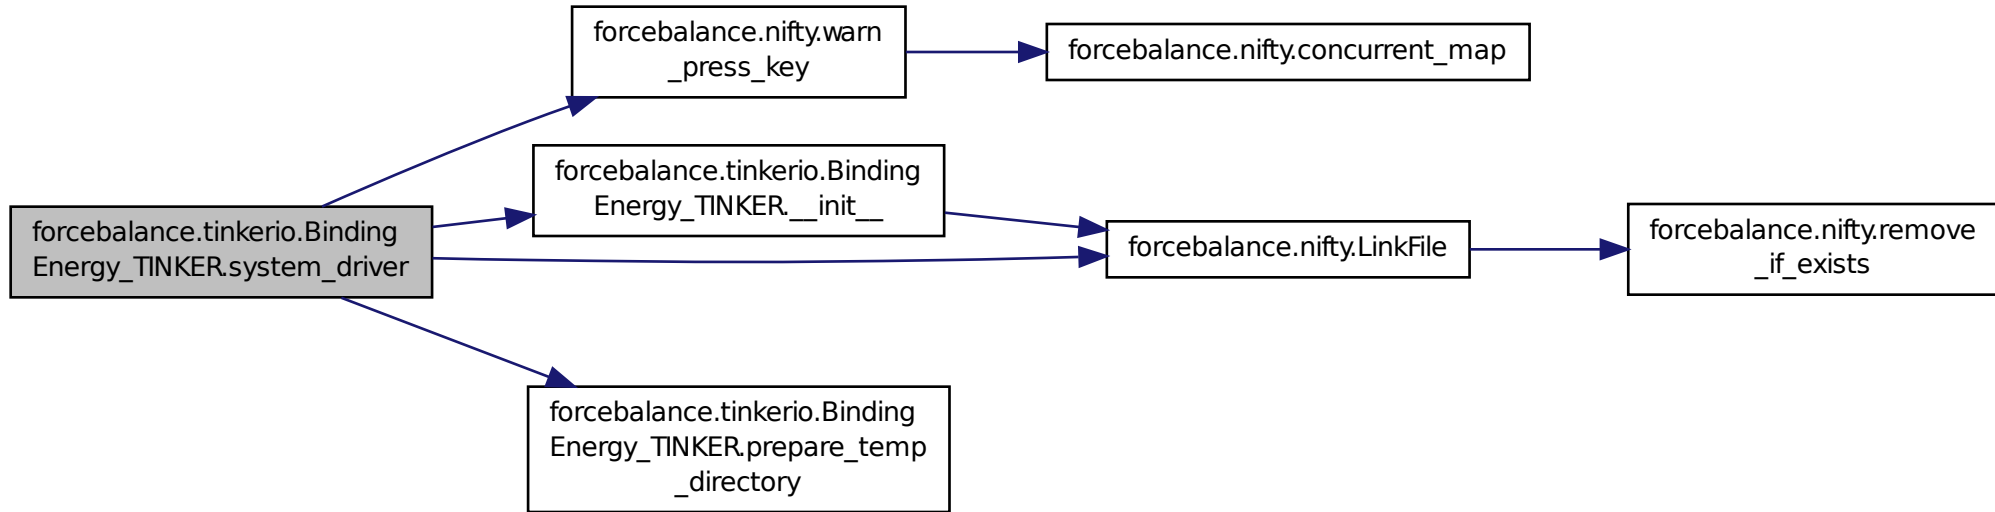 forcebalance.nifty.warn
_press_key
forcebalance.nifty.concurrent_map
forcebalance.tinkerio.Binding
Energy_TINKER.__init__
forcebalance.tinkerio.Binding
Energy_TINKER.system_driver
forcebalance.nifty.LinkFile
forcebalance.nifty.remove
_if_exists
forcebalance.tinkerio.Binding
Energy_TINKER.prepare_temp
_directory